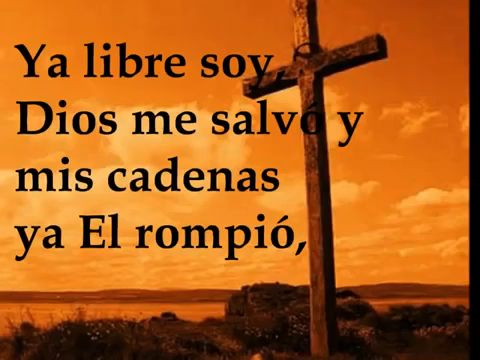 Ya libre soy,
Dios me salvó y
mis cadenas
ya El rompió,